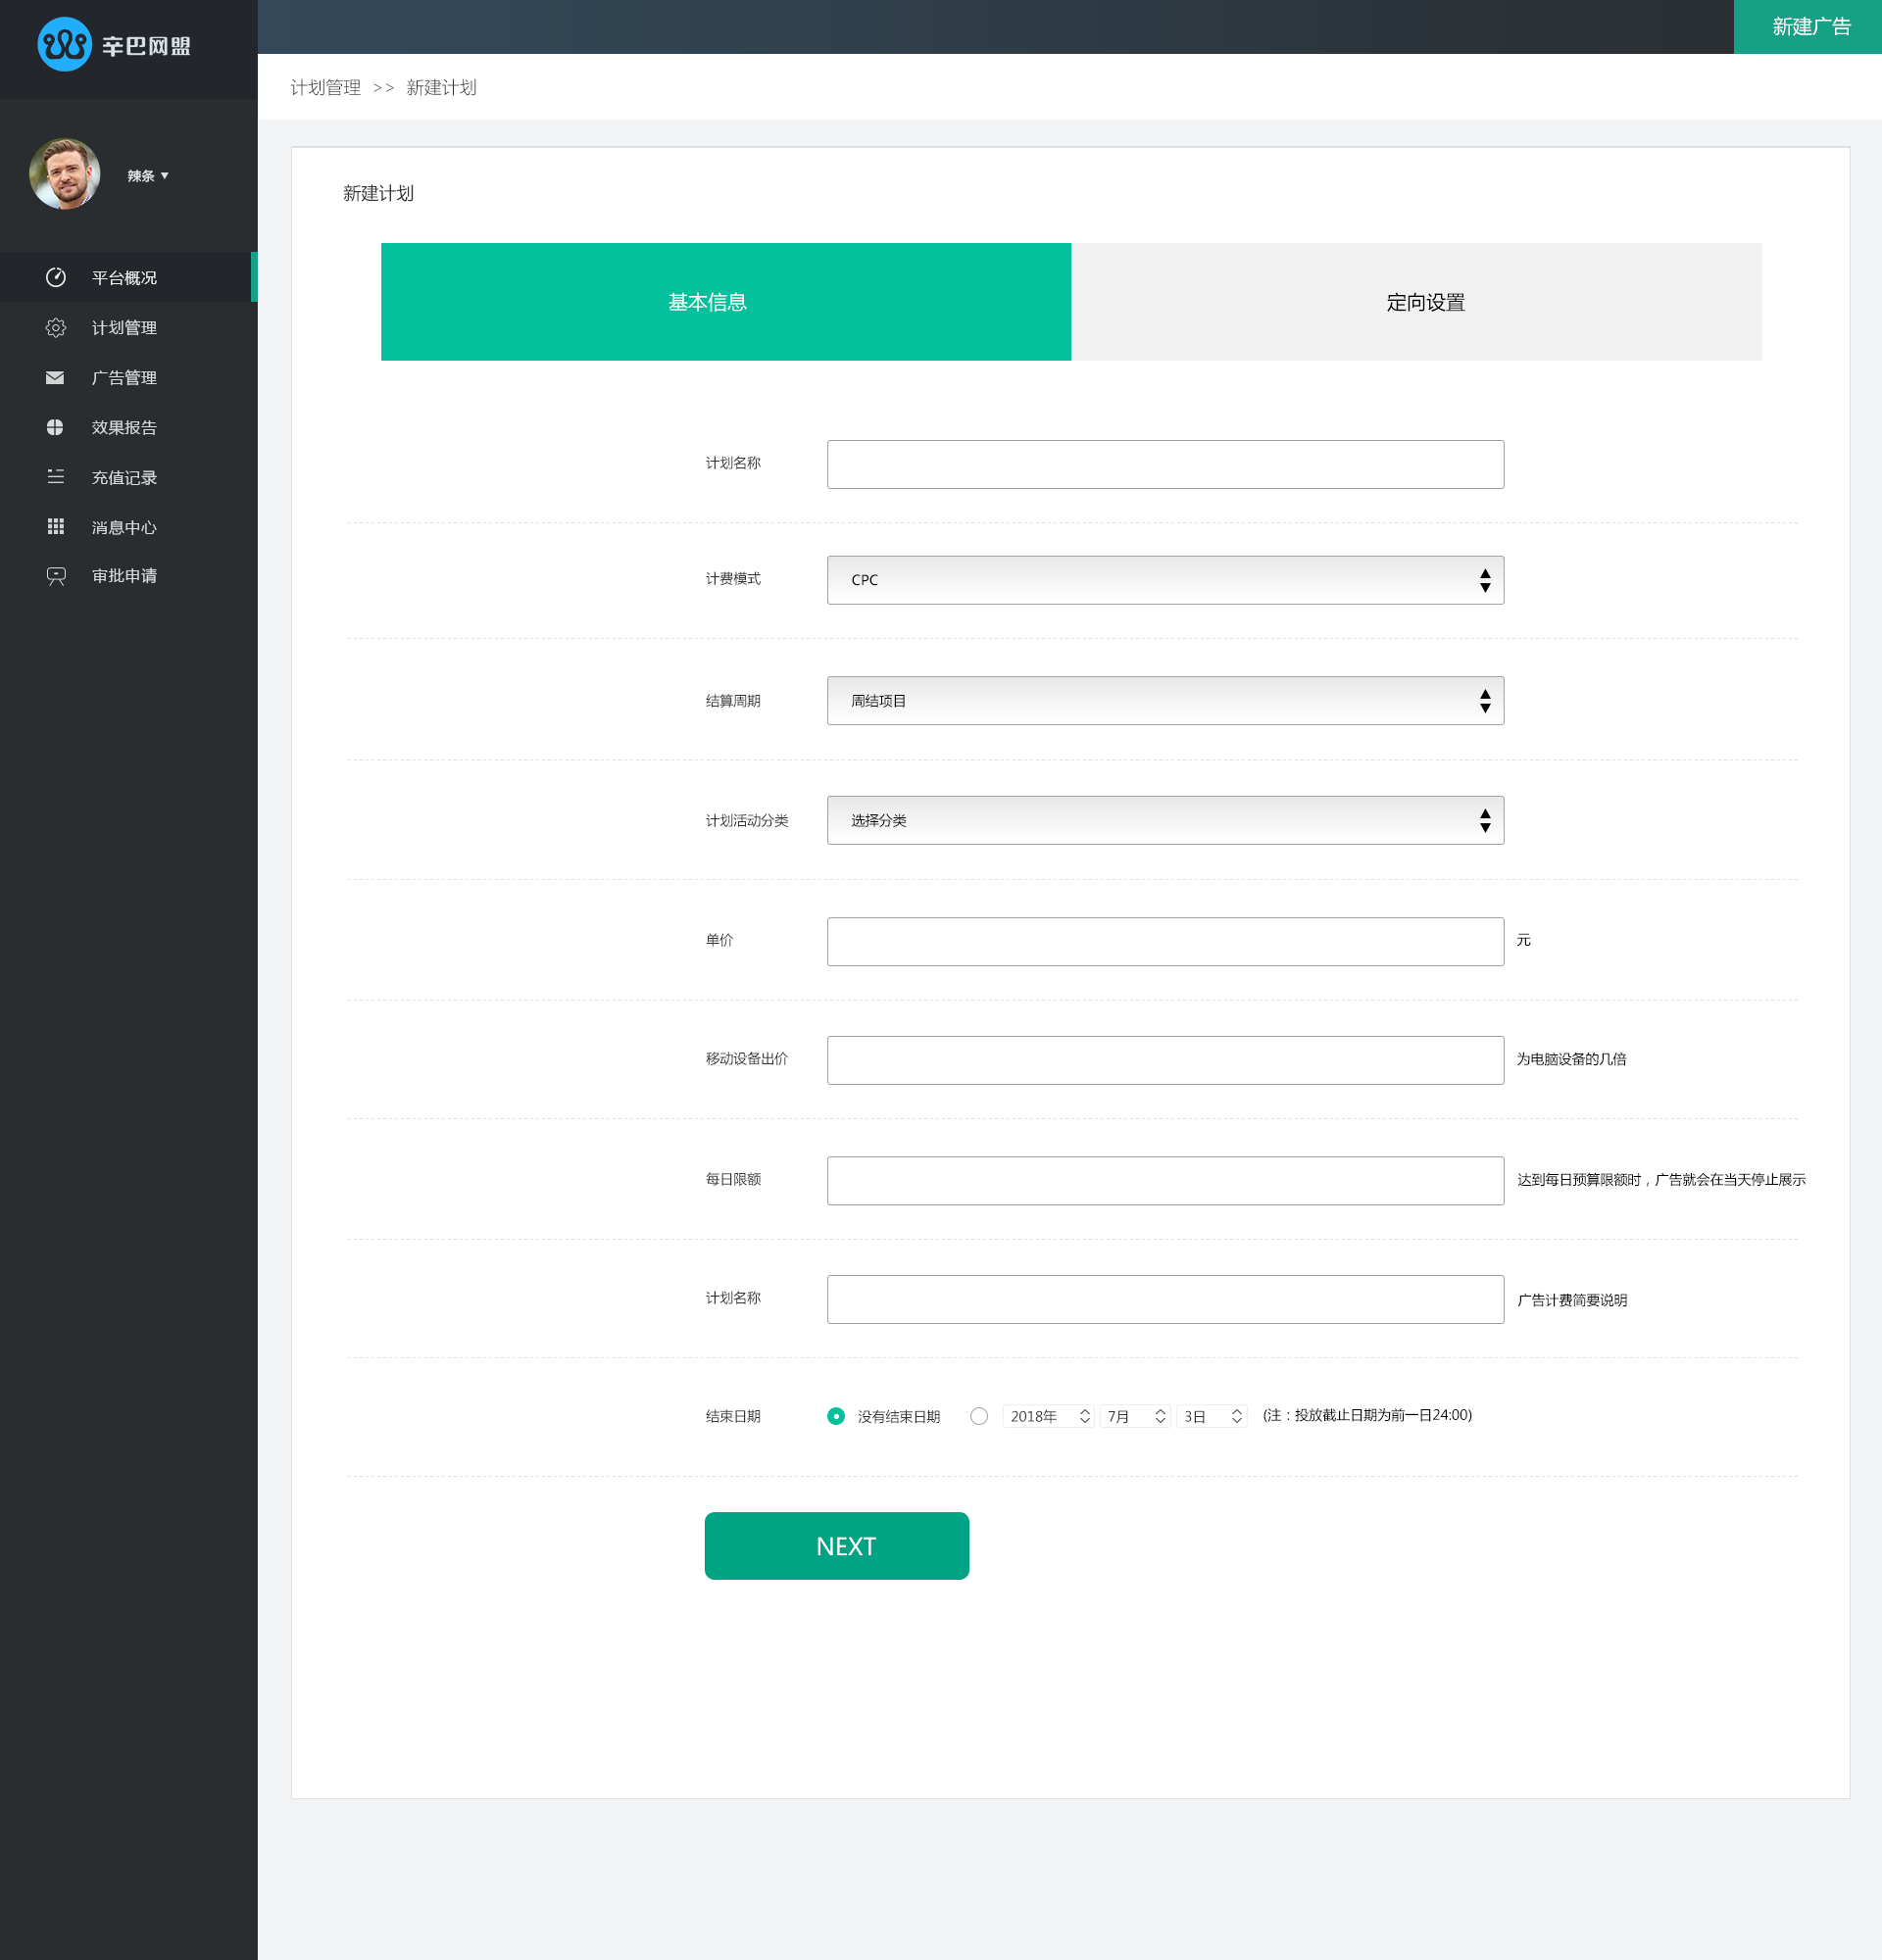 辛巴网盟
新建广告
计划管理 >> 新建计划
辣条
平台概况
计划管理
广告管理
效果报告
充值记录
消息中心
审批申请
新建计划
基本信息 定向设置
计划名称
计费模式 CPC
结算周期 周结项目
计划活动分类 选择分类
单价 元
移动设备出价 为电脑设备的几倍
每日限额 达到每日预算限额时，广告就会在当天停止展示
计划名称 广告计费简要说明
结束日期 没有结束日期 2018年 7月 3日 (注：投放截止日期为前一日24:00)
NEXT